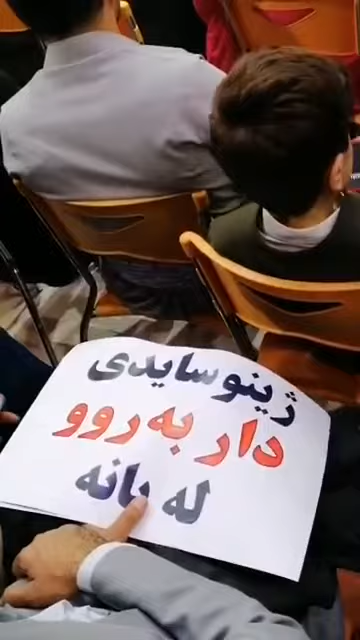 ژینوسایدی
دار بەروو
لە بانە